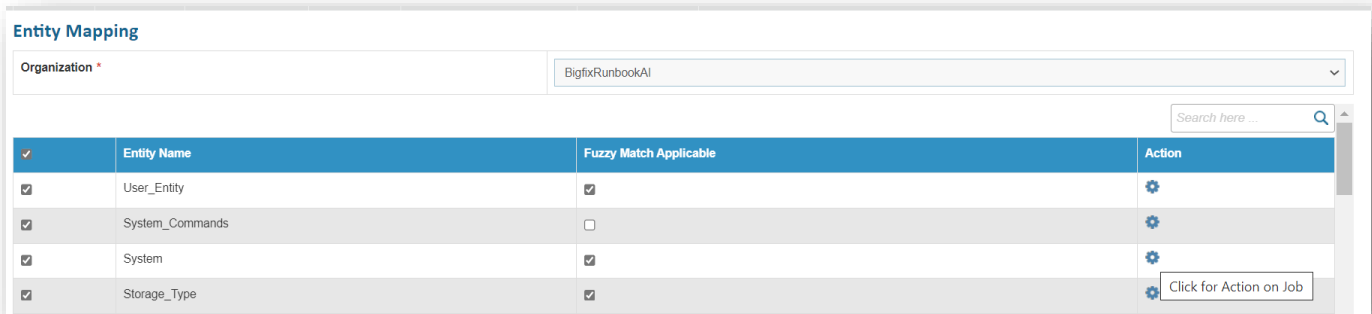 Entity Mapping
Organization *
BigfixRunbookAI
Search here ...
Entity Name Fuzzy Match Applicable Action
User_Entity
System_Commands
System
Storage_Type
Click for Action on Job